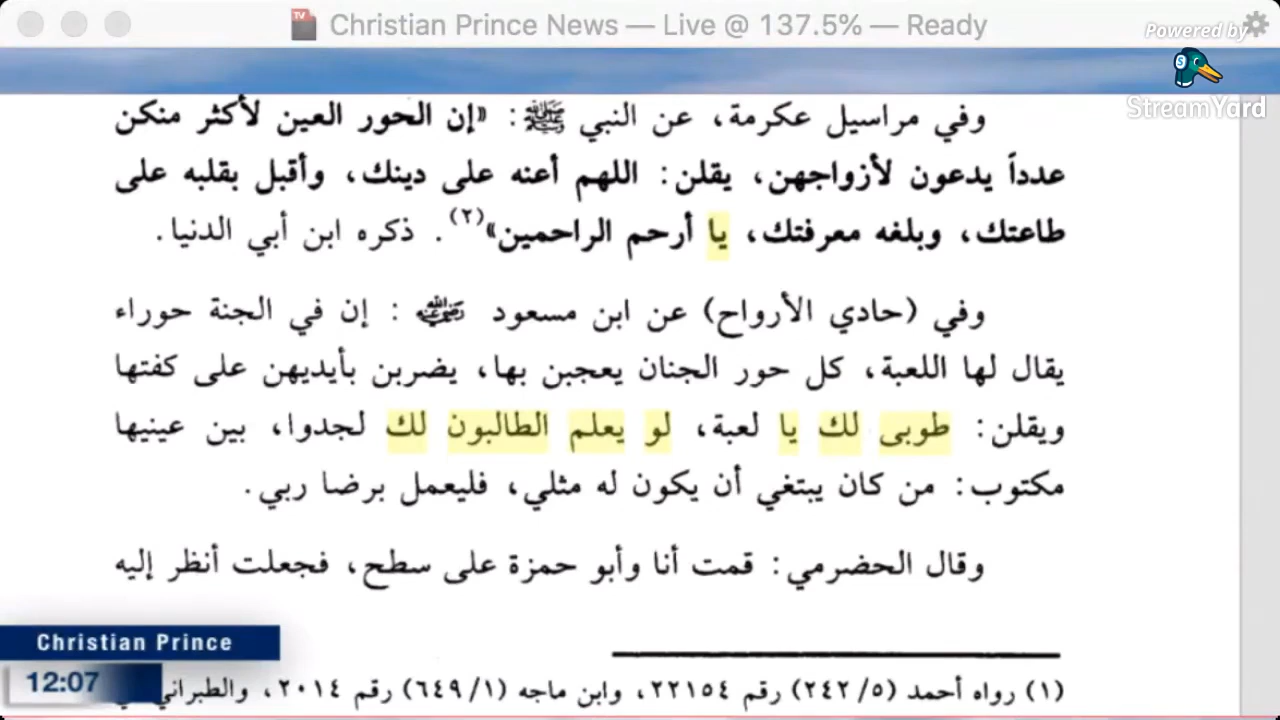 Christian Prince News — Live @ 137.5% — Ready
Powered by
StreamYard
وفي مراسيل عكرمة، عن النبي ﷺ: «إن الحور العين لأكثر منكن
عدداً يدعون لأزواجهن، يقلن: اللهم أعنه على دينك، وأقبل بقلبه على
طاعتك، وبلغه معرفتك، يا أرحم الراحمين»(٢). ذكره ابن أبي الدنيا.
وفي (حادي الأرواح) عن ابن مسعود رضي الله عنه: إن في الجنة حوراء
يقال لها اللعبة، كل حور الجنان يعجبن بها، يضربن بأيديهن على كفتها
ويقلن: طوبى لك يا لعبة، لو يعلم الطالبون لك لجدوا، بين عينيها
مكتوب: من كان يبتغي أن يكون له مثلي، فليعمل برضا ربي.
وقال الحضرمي: قمت أنا وأبو حمزة على سطح، فجعلت أنظر إليه
Christian Prince
12:07
(١) رواه أحمد (٥/ ٢٤٢) رقم ٢٢١٥٤، وابن ماجه (١/ ٦٤٩) رقم ٢٠١٤، والطبراني